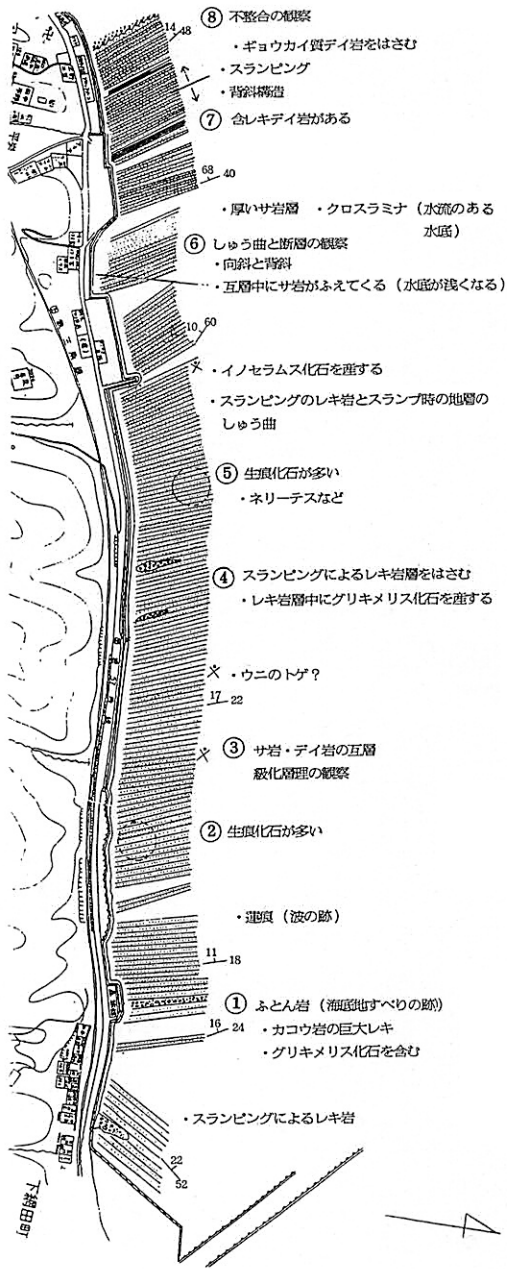 ⑧ 不整合の観察
14 48
・ギョウカイ質デイ岩をはさむ
・スランピング
・背斜構造
⑦ 含レキデイ岩がある
68 40
・厚いサ岩層 ・クロスラミナ (水流のある
水底)
⑥ しゅう曲と断層の観察
・向斜と背斜
・互層中にサ岩がふえてくる (水底が浅くなる)
10 60
・イノセラムス化石を産する
・スランピングのレキ岩とスランプ時の地層の
しゅう曲
⑤ 生痕化石が多い
・ネリーテスなど
④ スランピングによるレキ岩層をはさむ
・レキ岩層中にグリキメリス化石を産する
・ウニのトゲ?
17 22
③ サ岩・デイ岩の互層
級化層理の観察
② 生痕化石が多い
・漣痕 (波の跡)
11 18
① ふとん岩 (海底地すべりの跡)
16 24
・カコウ岩の巨大レキ
・グリキメリス化石を含む
・スランピングによるレキ岩
22
52